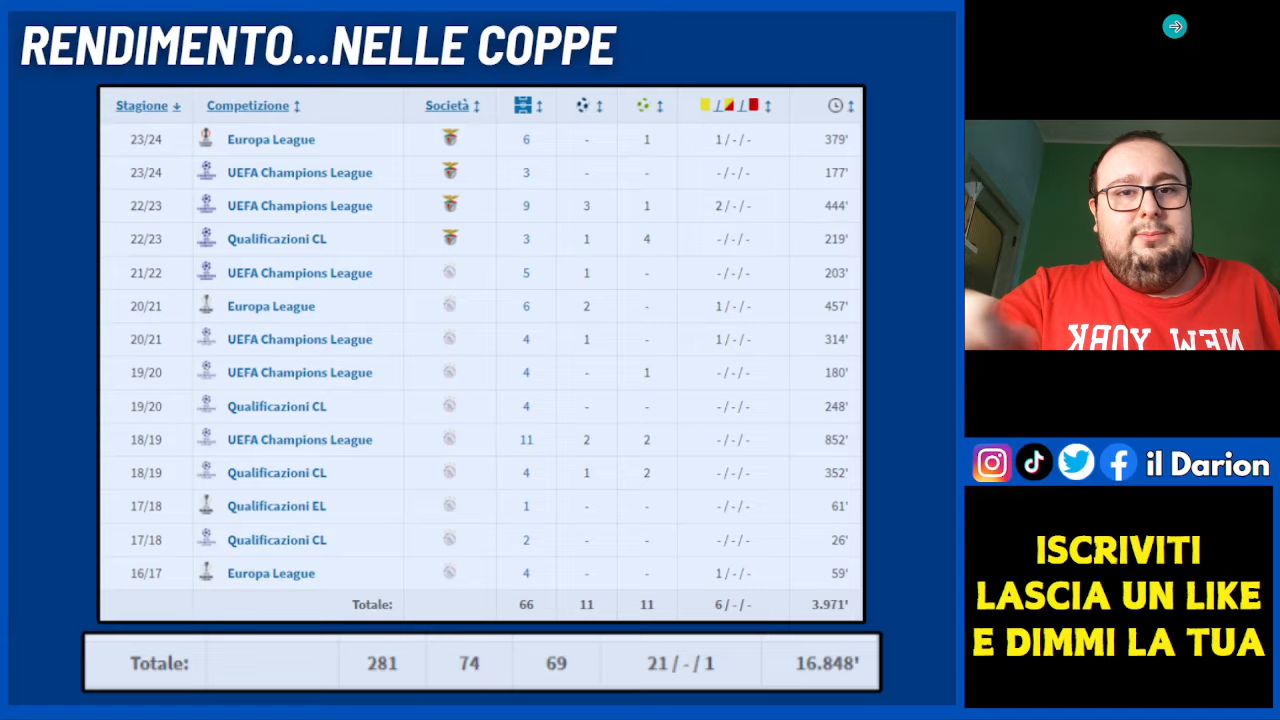 RENDIMENTO...NELLE COPPE
Stagione Competizione Società
23/24 Europa League 6 - 1 1 / - / - 379'
23/24 UEFA Champions League 3 - - - / - / - 177'
22/23 UEFA Champions League 9 3 1 2 / - / - 444'
22/23 Qualificazioni CL 3 1 4 - / - / - 219'
21/22 UEFA Champions League 5 1 - - / - / - 203'
20/21 Europa League 6 2 - 1 / - / - 457'
20/21 UEFA Champions League 4 1 - 1 / - / - 314'
19/20 UEFA Champions League 4 - 1 - / - / - 180'
19/20 Qualificazioni CL 4 - - - / - / - 248'
18/19 UEFA Champions League 11 2 2 - / - / - 852'
18/19 Qualificazioni CL 4 1 2 - / - / - 352'
17/18 Qualificazioni EL 1 - - - / - / - 61'
17/18 Qualificazioni CL 2 - - - / - / - 26'
16/17 Europa League 4 - - 1 / - / - 59'
Totale: 66 11 11 6 / - / - 3.971'
Totale: 281 74 69 21 / - / 1 16.848'
NEW YORK
il Darion
ISCRIVITI
LASCIA UN LIKE
E DIMMI LA TUA